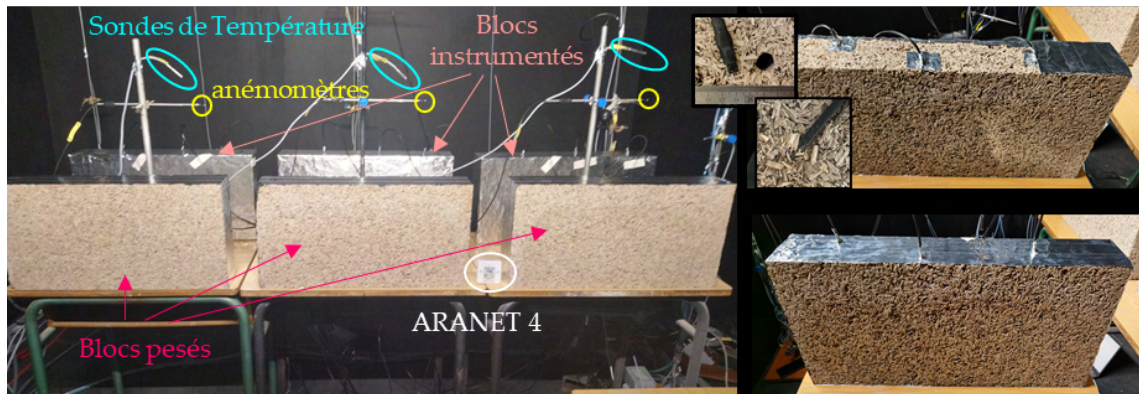 Sondes de Température
Blocs
instrumentés
anémomètres
ARANET 4
Blocs pesés